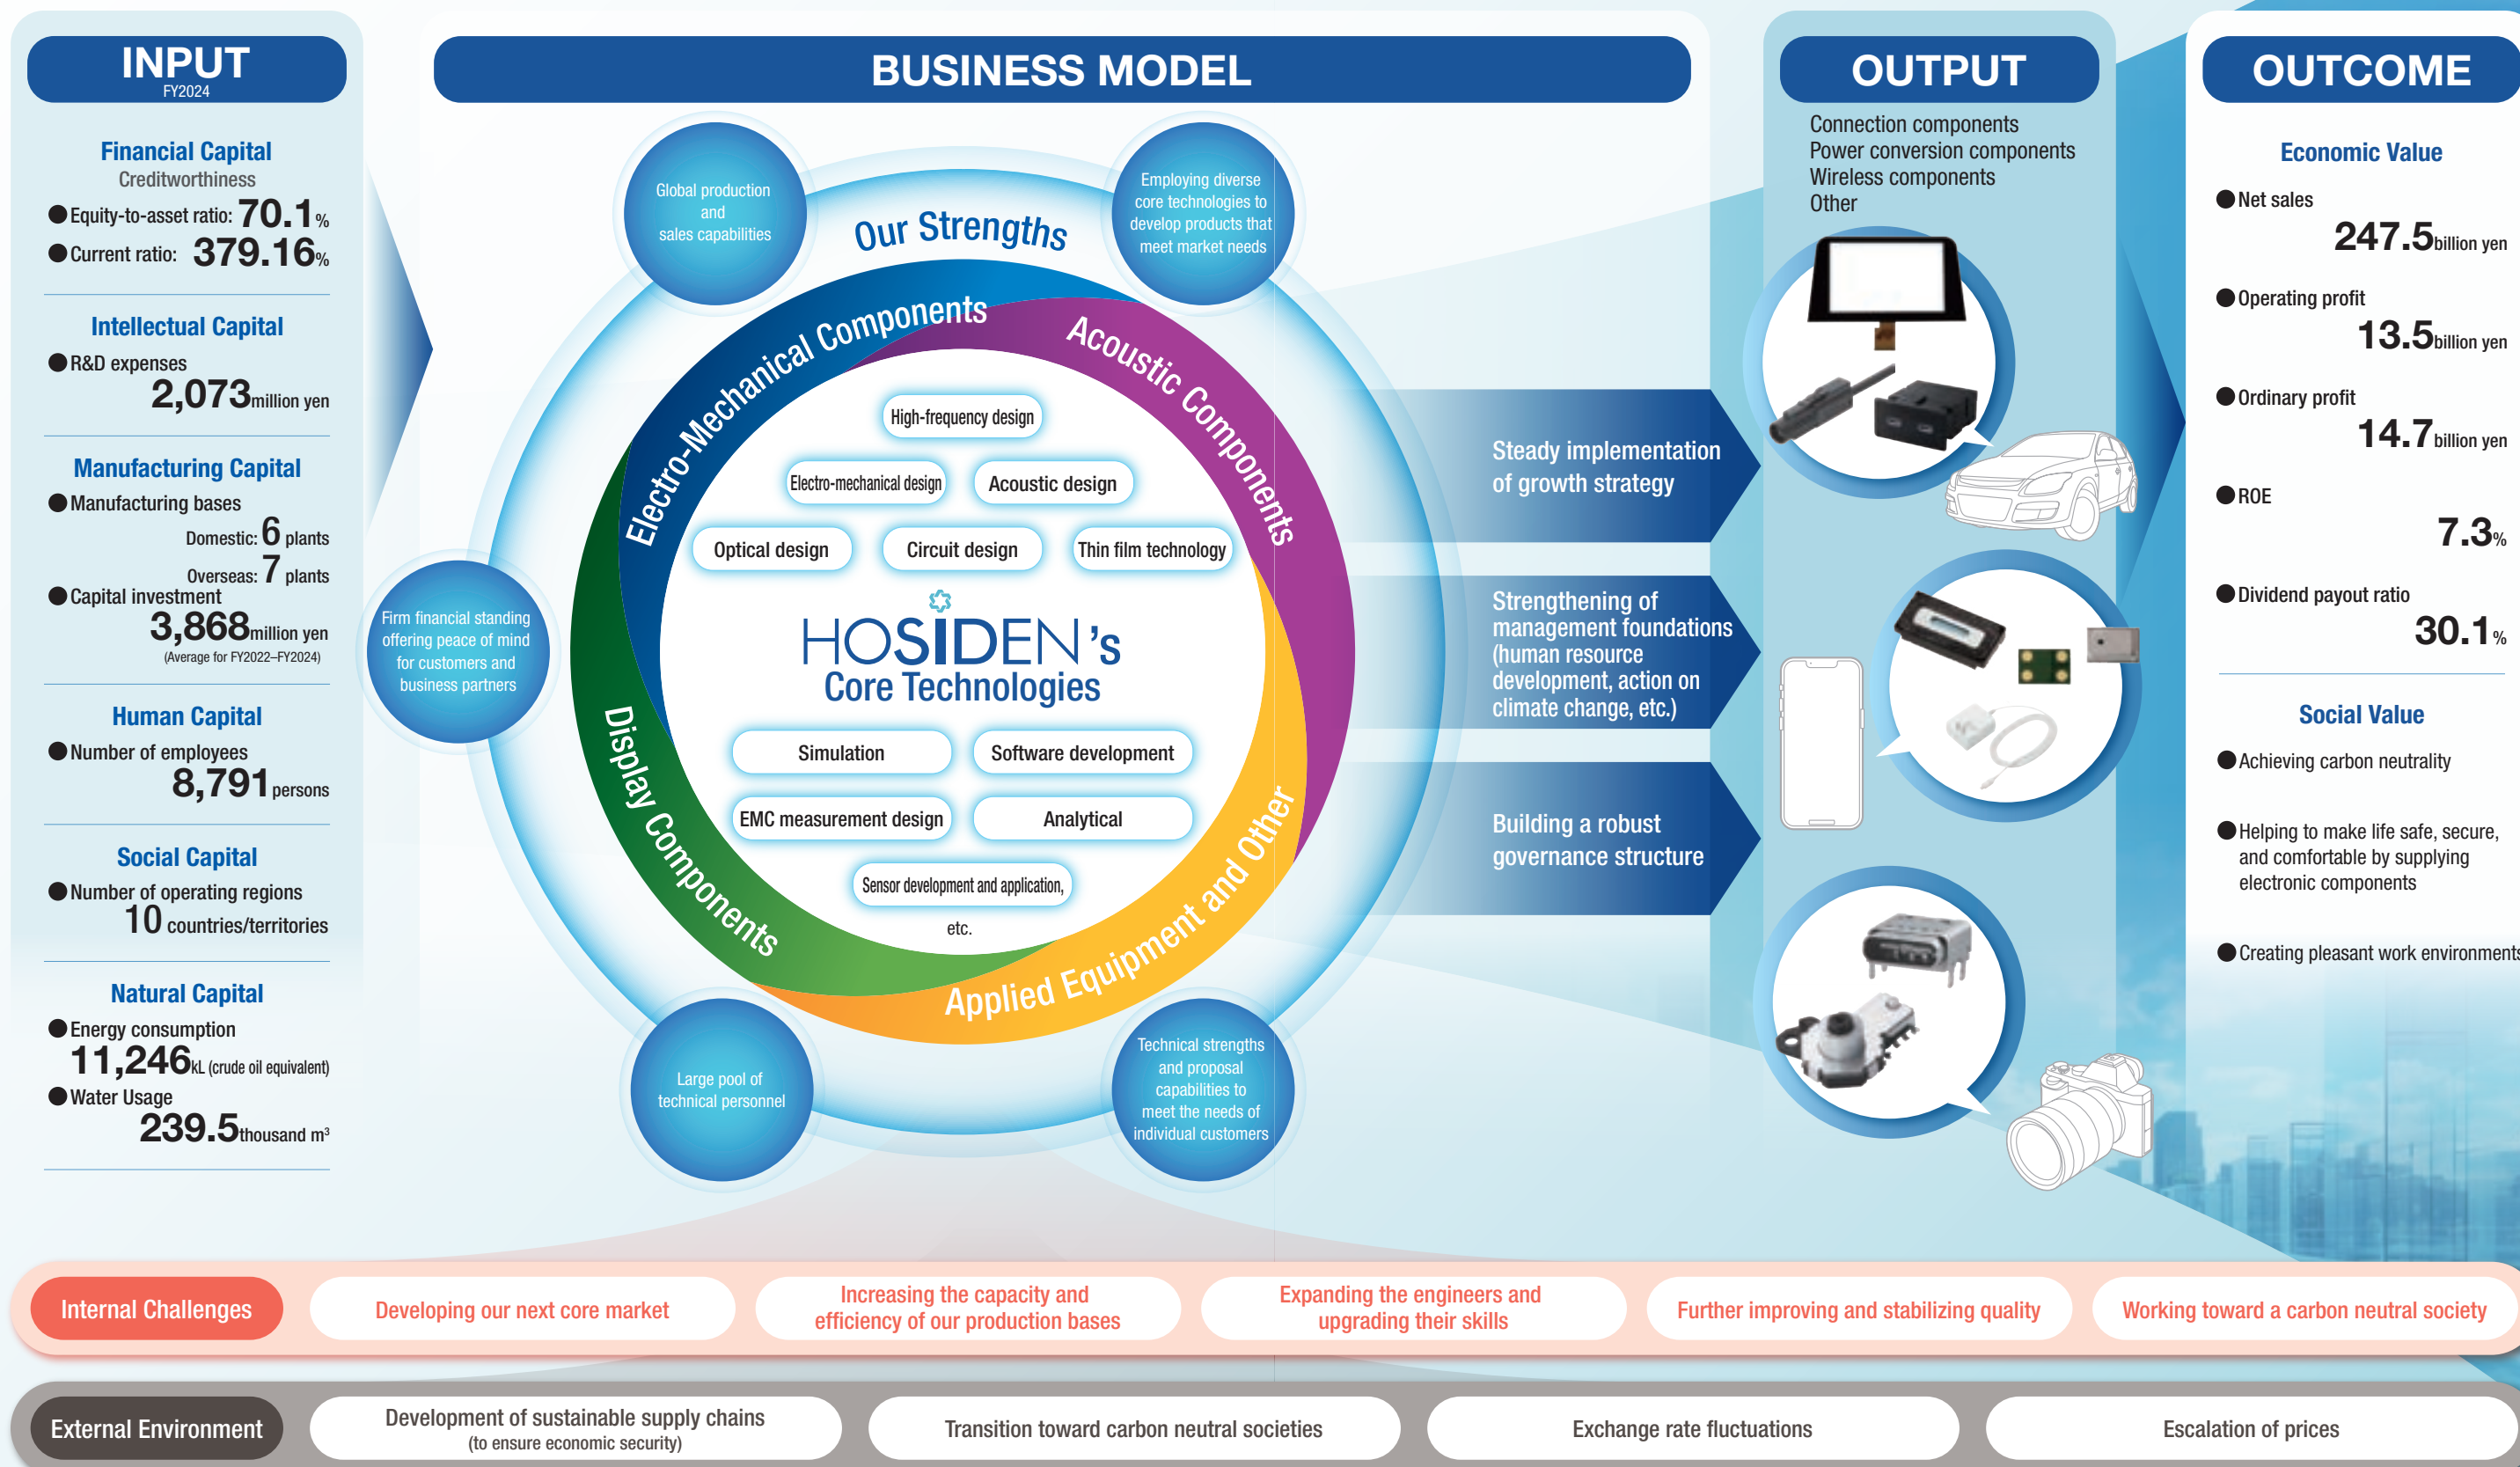 INPUT
FY2024
Financial Capital
Creditworthiness
●Equity-to-asset ratio: 70.1%
●Current ratio: 379.16%
Intellectual Capital
●R&D expenses
2,073million yen
Manufacturing Capital
●Manufacturing bases
Domestic: 6 plants
Overseas: 7 plants
●Capital investment
3,868million yen
(Average for FY2022–FY2024)
Human Capital
●Number of employees
8,791persons
Social Capital
●Number of operating regions
10 countries/territories
Natural Capital
●Energy consumption
11,246kL (crude oil equivalent)
●Water Usage
239.5thousand m³
BUSINESS MODEL
Global production
and
sales capabilities
Employing diverse
core technologies to
develop products that
meet market needs
Our Strengths
Firm financial standing
offering peace of mind
for customers and
business partners
Electro-Mechanical Components
Acoustic Components
Display Components
Applied Equipment and Other
High-frequency design
Electro-mechanical design
Acoustic design
Optical design
Circuit design
Thin film technology
HOSIDEN's
Core Technologies
Simulation
Software development
EMC measurement design
Analytical
Sensor development and application,
etc.
Large pool of
technical personnel
Technical strengths
and proposal
capabilities to
meet the needs of
individual customers
Steady implementation
of growth strategy
Strengthening of
management foundations
(human resource
development, action on
climate change, etc.)
Building a robust
governance structure
OUTPUT
Connection components
Power conversion components
Wireless components
Other
OUTCOME
Economic Value
●Net sales
247.5billion yen
●Operating profit
13.5billion yen
●Ordinary profit
14.7billion yen
●ROE
7.3%
●Dividend payout ratio
30.1%
Social Value
●Achieving carbon neutrality
●Helping to make life safe, secure,
and comfortable by supplying
electronic components
●Creating pleasant work environments
Internal Challenges
Developing our next core market
Increasing the capacity and
efficiency of our production bases
Expanding the engineers and
upgrading their skills
Further improving and stabilizing quality
Working toward a carbon neutral society
External Environment
Development of sustainable supply chains
(to ensure economic security)
Transition toward carbon neutral societies
Exchange rate fluctuations
Escalation of prices